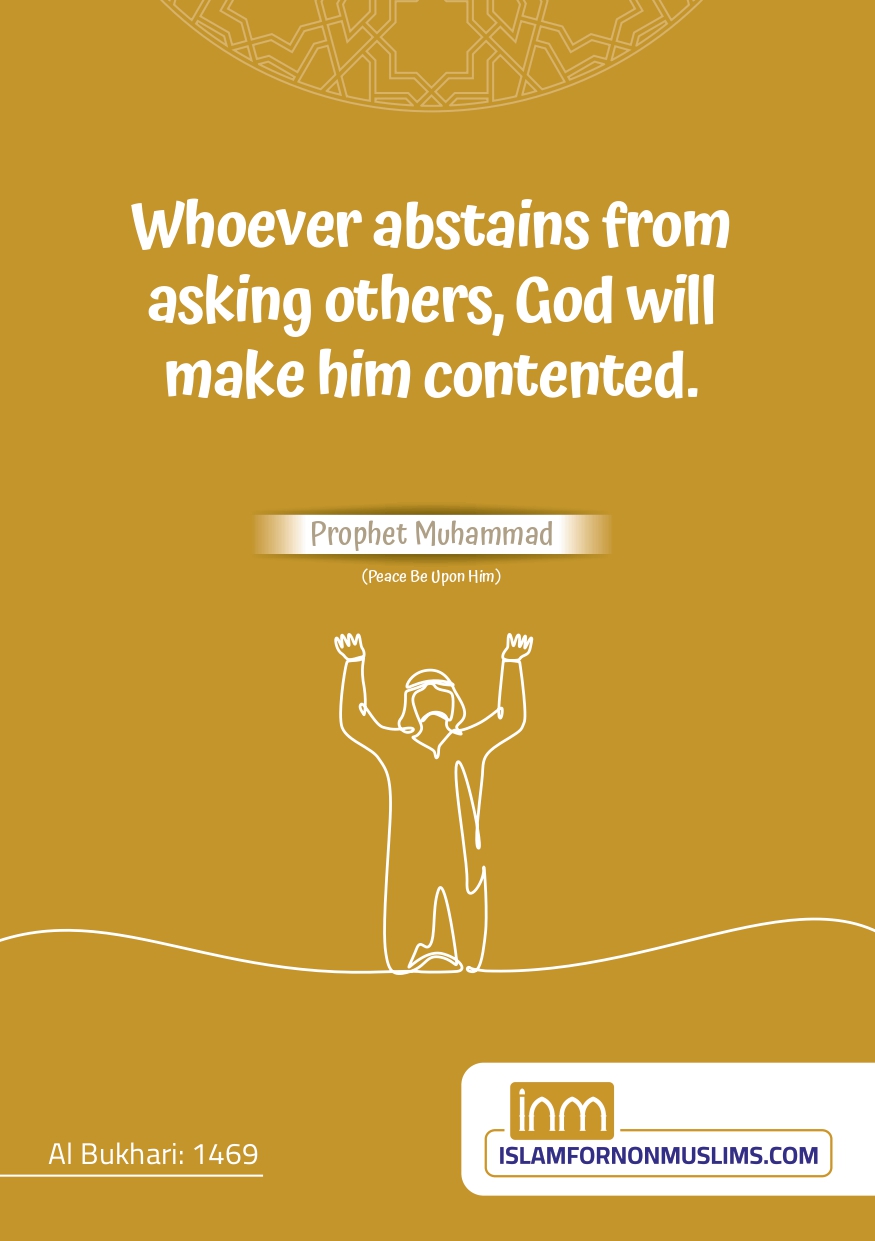 Whoever abstains from
asking others, God will
make him contented.
Prophet Muhammad
(Peace Be Upon Him)
Al Bukhari: 1469
inm
ISLAMFORNONMUSLIMS.COM